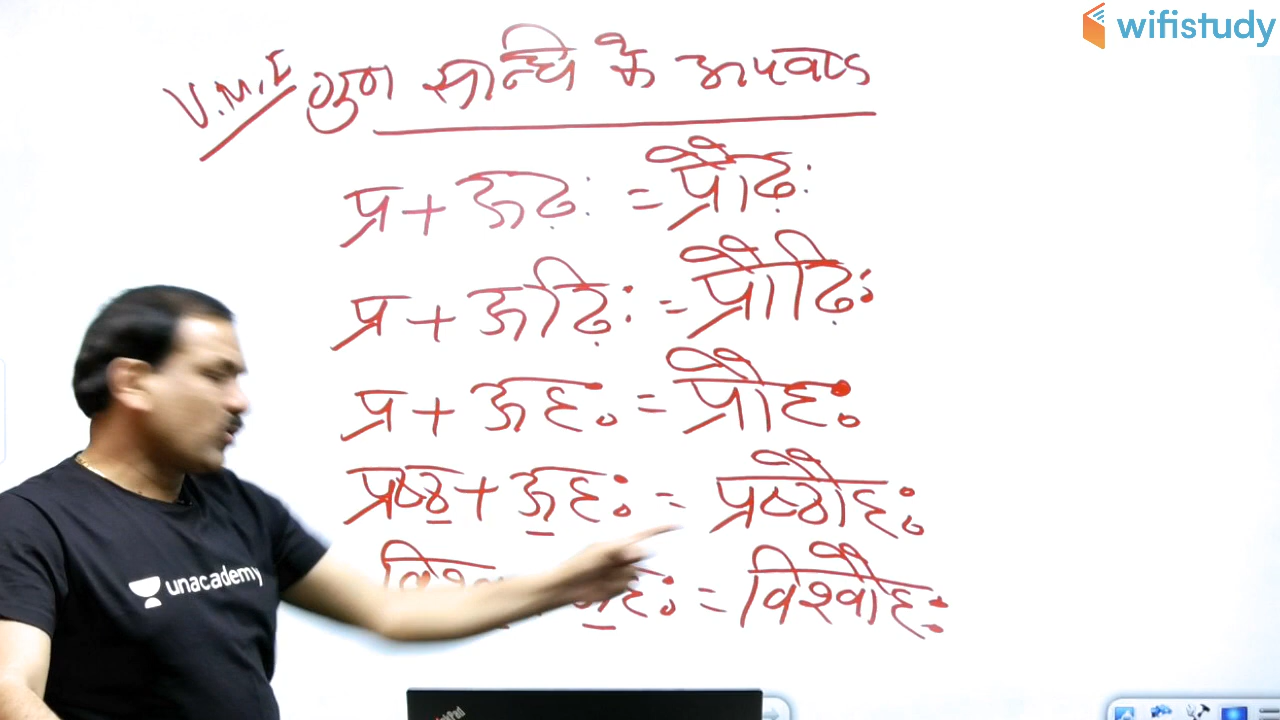 wifistudy
V.M.I गुण सन्धि के अपवाद
प्र + ऊढ़ः = प्रौढ़ः
प्र + ऊढ़िः = प्रौढ़िः
प्र + ऊहः = प्रौहः
प्रष्ठ + ऊहः = प्रष्ठौहः
विश्व ऊहः = विश्वौहः
unacademy